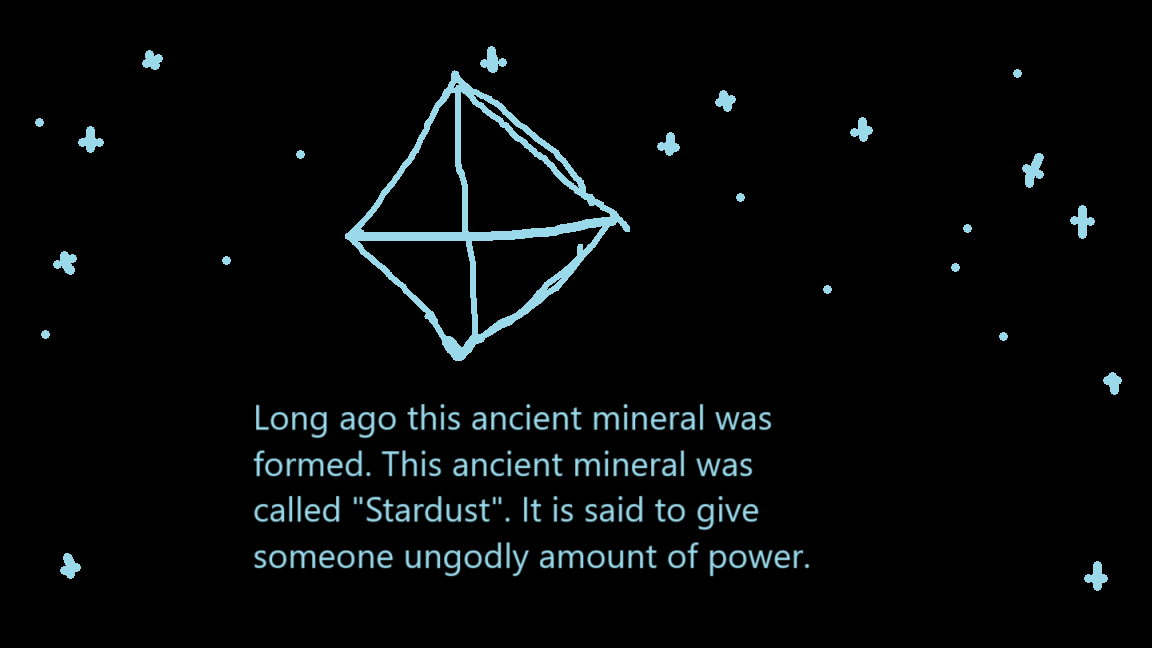 Long ago this ancient mineral was
formed. This ancient mineral was
called "Stardust". It is said to give
someone ungodly amount of power.